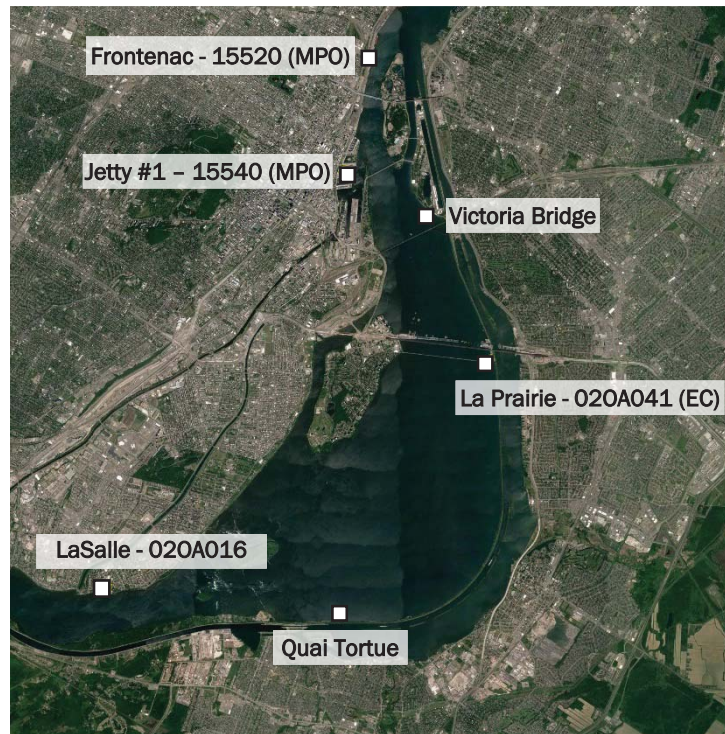 Frontenac - 15520 (MPO)
Jetty #1 – 15540 (MPO)
Victoria Bridge
La Prairie - 02OA041 (EC)
LaSalle - 02OA016
Quai Tortue